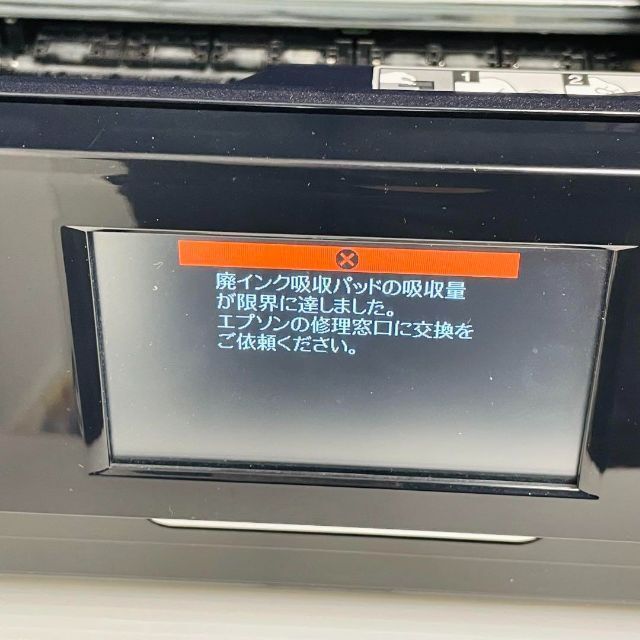 1
2
廃インク吸収パッドの吸収量
が限界に達しました。
エプソンの修理窓口に交換を
ご依頼ください。